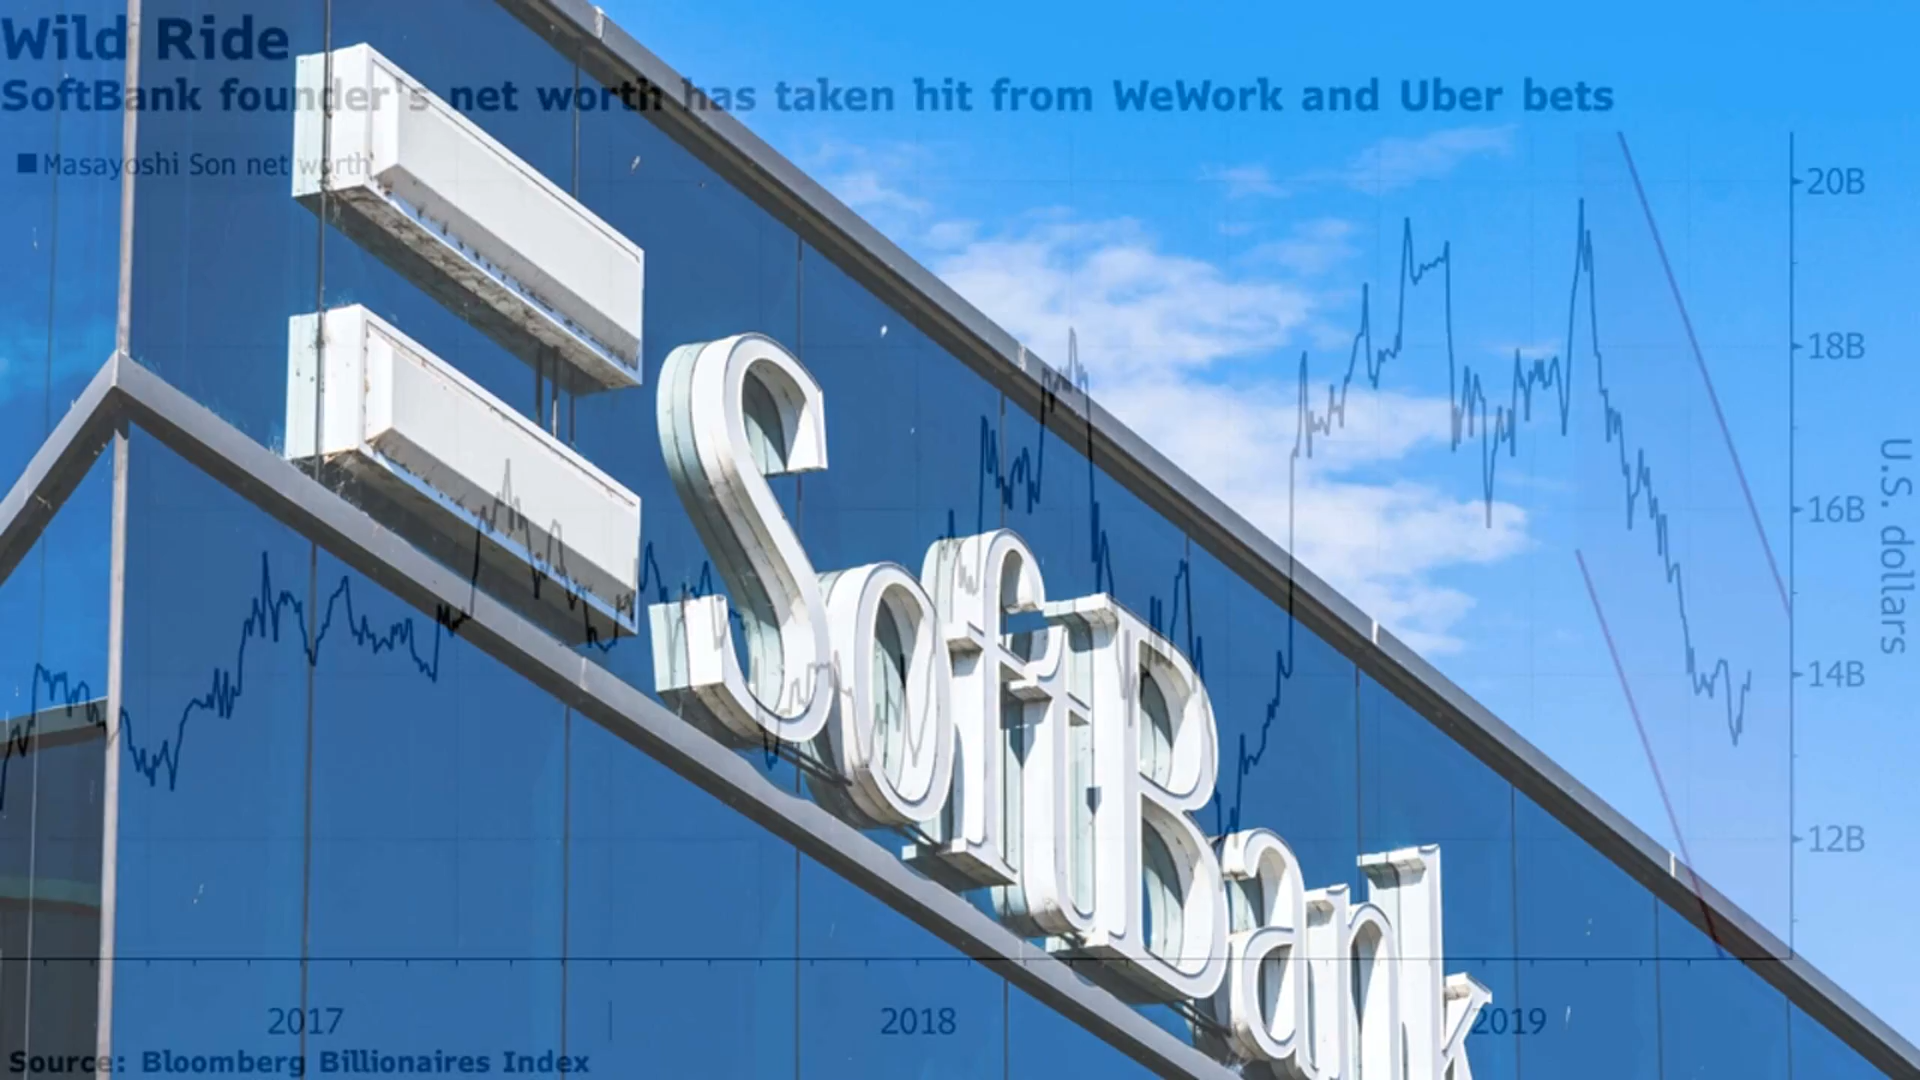 Wild Ride
SoftBank founder's net worth has taken hit from WeWork and Uber bets
Masayoshi Son net worth
20B
18B
16B
14B
12B
U.S. dollars
SoftBank
2017
2018
2019
Source: Bloomberg Billionaires Index